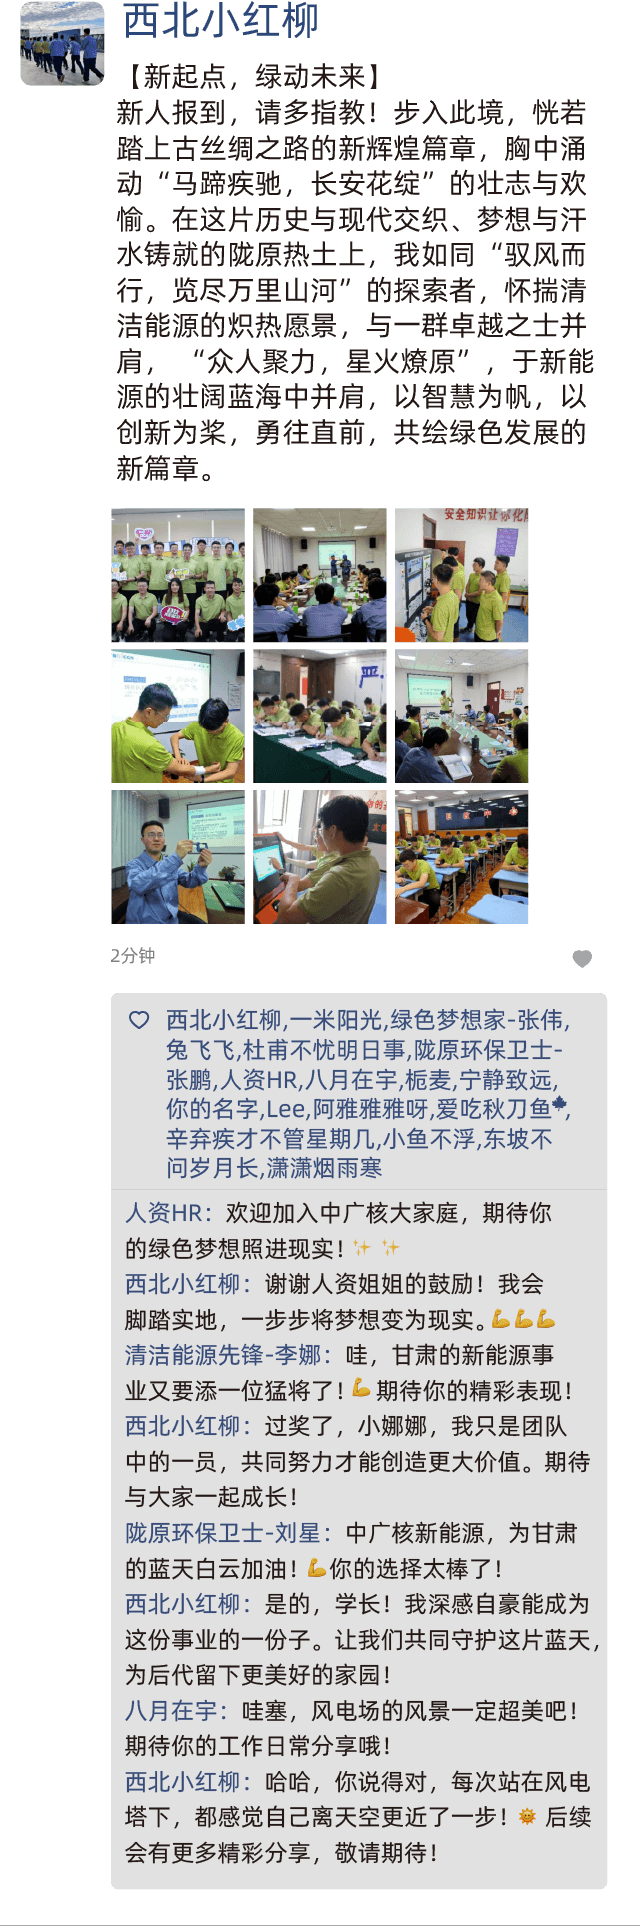 西北小红柳
【新起点，绿动未来】
新人报到，请多指教！步入此境，恍若
踏上古丝绸之路的新辉煌篇章，胸中涌
动“马蹄疾驰，长安花绽”的壮志与欢
愉。在这片历史与现代交织、梦想与汗
水铸就的陇原热土上，我如同“驭风而
行，览尽万里山河”的探索者，怀揣清
洁能源的炽热愿景，与一群卓越之士并
肩，“众人聚力，星火燎原”，于新能
源的壮阔蓝海中并肩，以智慧为帆，以
创新为桨，勇往直前，共绘绿色发展的
新篇章。
安全知识让你化
严
2分钟
西北小红柳,一米阳光,绿色梦想家-张伟,
兔飞飞,杜甫不忧明日事,陇原环保卫士-
张鹏,人资HR,八月在宇,栀麦,宁静致远,
你的名字,Lee,阿雅雅雅呀,爱吃秋刀鱼,
辛弃疾才不管星期几,小鱼不浮,东坡不
问岁月长,潇潇烟雨寒
人资HR：欢迎加入中广核大家庭，期待你
的绿色梦想照进现实！✨ ✨
西北小红柳：谢谢人资姐姐的鼓励！我会
脚踏实地，一步步将梦想变为现实。💪💪💪
清洁能源先锋-李娜：哇，甘肃的新能源事
业又要添一位猛将了！💪期待你的精彩表现！
西北小红柳：过奖了，小娜娜，我只是团队
中的一员，共同努力才能创造更大价值。期待
与大家一起成长！
陇原环保卫士-刘星：中广核新能源，为甘肃
的蓝天白云加油！💪你的选择太棒了！
西北小红柳：是的，学长！我深感自豪能成为
这份事业的一份子。让我们共同守护这片蓝天，
为后代留下更美好的家园！
八月在宇：哇塞，风电场的风景一定超美吧！
期待你的工作日常分享哦！
西北小红柳：哈哈，你说得对，每次站在风电
塔下，都感觉自己离天空更近了一步！🌞 后续
会有更多精彩分享，敬请期待！